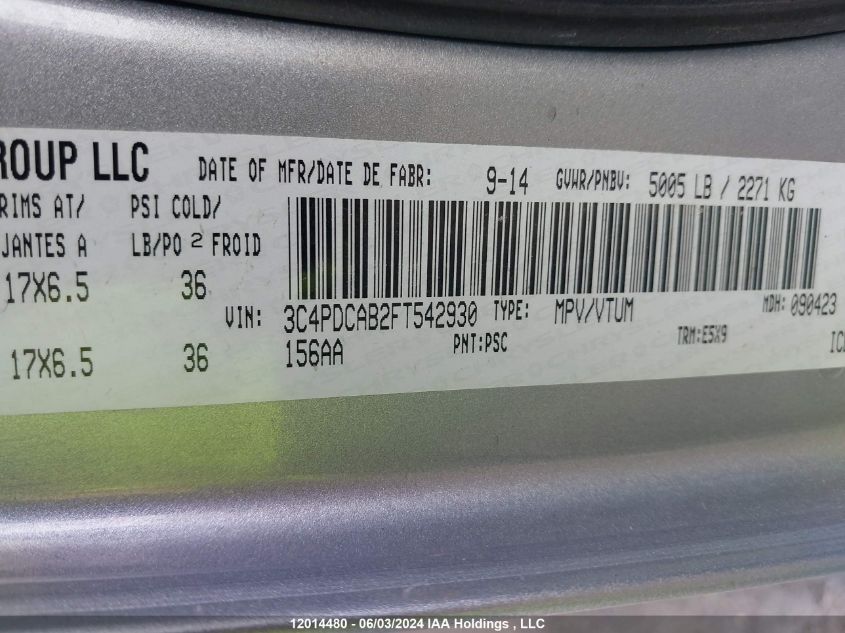 ROUP LLC DATE OF MFR/DATE DE FABR: 9-14 GVWR/PNBV: 5005 LB / 2271 KG
RIMS AT/ PSI COLD/
JANTES A LB/PO 2 FROID
17X6.5 36
VIN: 3C4PDCAB2FT542930 TYPE: MPV/VTUM MDH: 090423
17X6.5 36 156AA PNT:PSC TRM:E5X9
12014480 - 06/03/2024 IAA Holdings , LLC